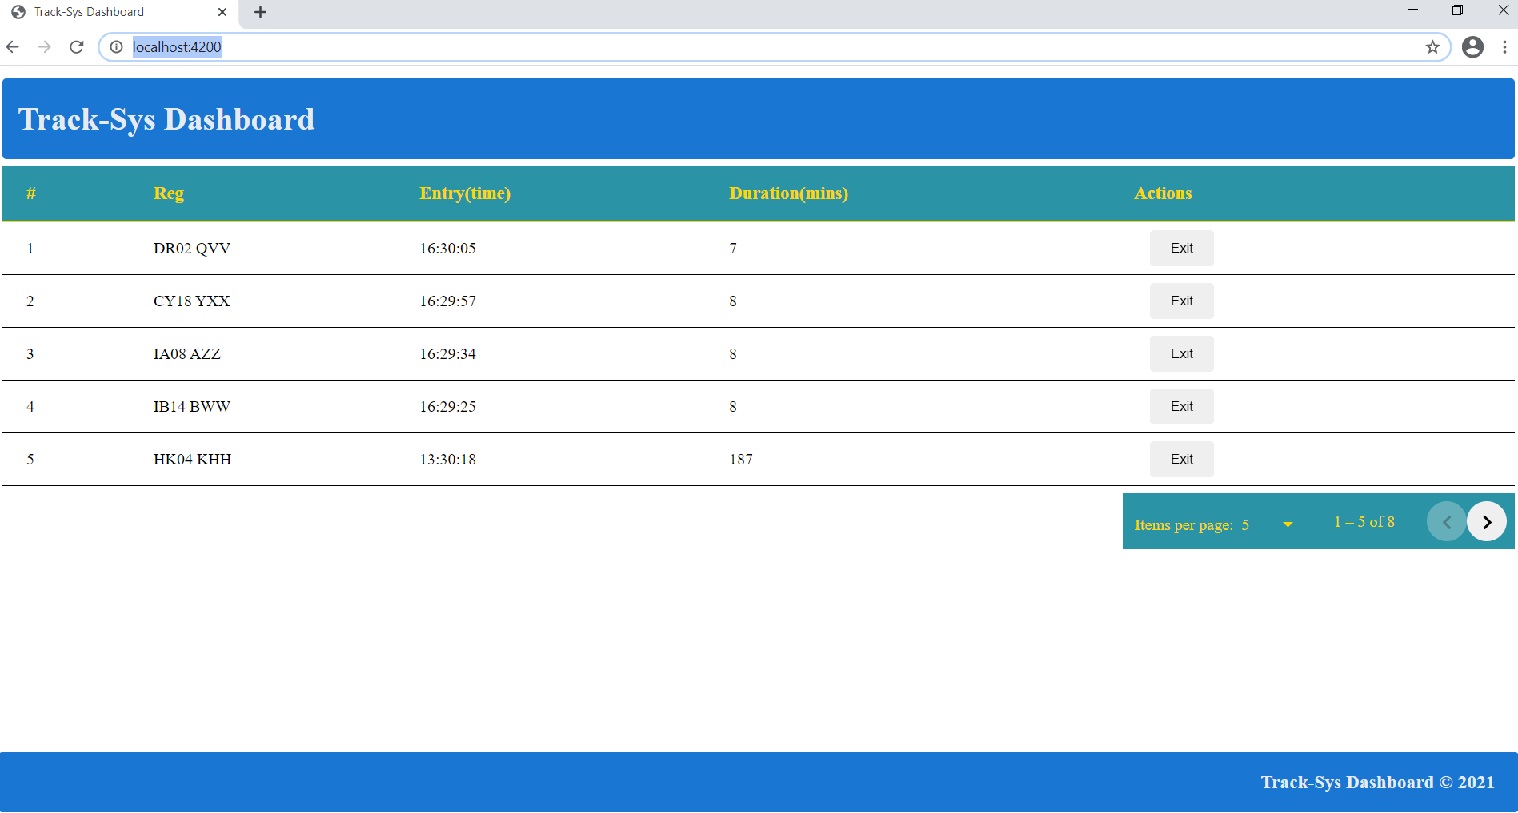 Track-Sys Dashboard
localhost:4200
Track-Sys Dashboard
# Reg Entry(time) Duration(mins) Actions
1 DR02 QVV 16:30:05 7 Exit
2 CY18 YXX 16:29:57 8 Exit
3 IA08 AZZ 16:29:34 8 Exit
4 IB14 BWW 16:29:25 8 Exit
5 HK04 KHH 13:30:18 187 Exit
Items per page: 5 1 – 5 of 8
Track-Sys Dashboard © 2021